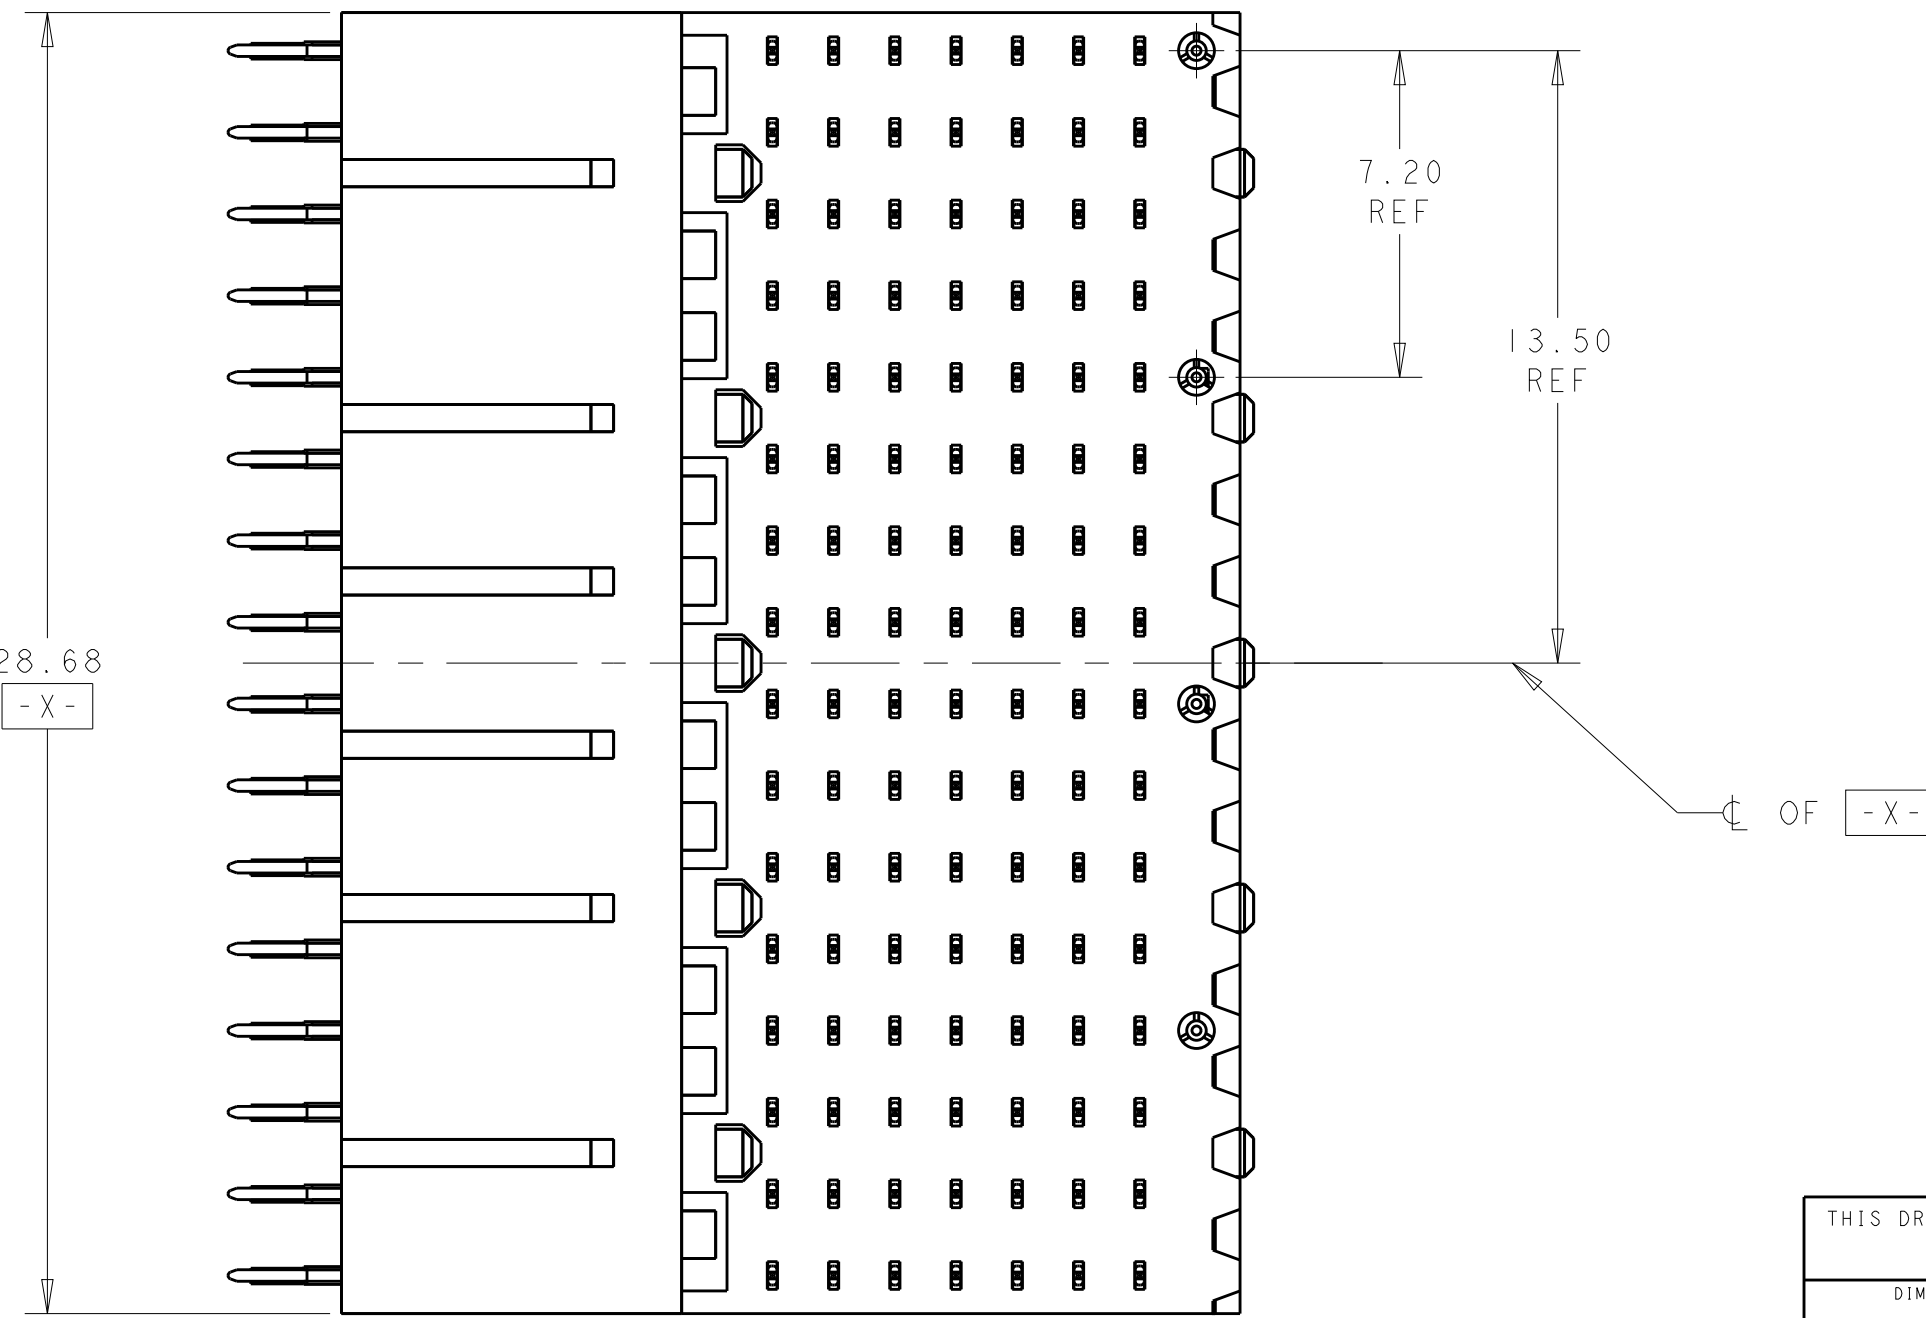 7.20
REF
13.50
REF
28.68
-X-
℄ OF -X-
THIS DR
DIM